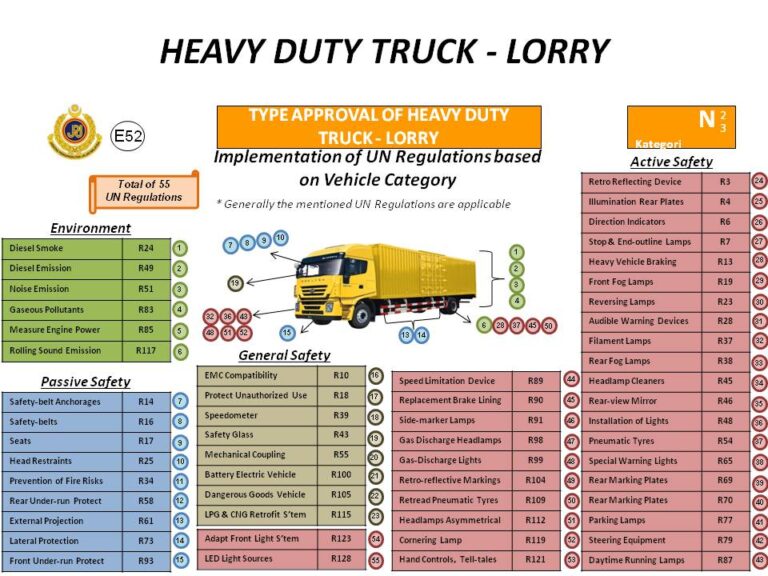 HEAVY DUTY TRUCK - LORRY
JPJ
E52
TYPE APPROVAL OF HEAVY DUTY
TRUCK - LORRY
N 2
3
Kategori
Total of 55
UN Regulations
Implementation of UN Regulations based
on Vehicle Category
* Generally the mentioned UN Regulations are applicable
Environment
Diesel Smoke R24 1
Diesel Emission R49 2
Noise Emission R51 3
Gaseous Pollutants R83 4
Measure Engine Power R85 5
Rolling Sound Emission R117 6
7 8 9 10
19
32 36 43
48 51 52
15
13 14
1
2
3
4
6 28 37 45 50
Passive Safety
Safety-belt Anchorages R14 7
Safety-belts R16 8
Seats R17 9
Head Restraints R25 10
Prevention of Fire Risks R34 11
Rear Under-run Protect R58 12
External Projection R61 13
Lateral Protection R73 14
Front Under-run Protect R93 15
General Safety
EMC Compatibility R10 16
Protect Unauthorized Use R18 17
Speedometer R39 18
Safety Glass R43 19
Mechanical Coupling R55 20
Battery Electric Vehicle R100 21
Dangerous Goods Vehicle R105 22
LPG & CNG Retrofit S'tem R115 23
Adapt Front Light S'tem R123 54
LED Light Sources R128 55
Speed Limitation Device R89 44
Replacement Brake Lining R90 45
Side-marker Lamps R91 46
Gas Discharge Headlamps R98 47
Gas-Discharge Lights R99 48
Retro-reflective Markings R104 49
Retread Pneumatic Tyres R109 50
Headlamps Asymmetrical R112 51
Cornering Lamp R119 52
Hand Controls, Tell-tales R121 53
Active Safety
Retro Reflecting Device R3 24
Illumination Rear Plates R4 25
Direction Indicators R6 26
Stop & End-outline Lamps R7 27
Heavy Vehicle Braking R13 28
Front Fog Lamps R19 29
Reversing Lamps R23 30
Audible Warning Devices R28 31
Filament Lamps R37 32
Rear Fog Lamps R38 33
Headlamp Cleaners R45 34
Rear-view Mirror R46 35
Installation of Lights R48 36
Pneumatic Tyres R54 37
Special Warning Lights R65 38
Rear Marking Plates R69 39
Rear Marking Plates R70 40
Parking Lamps R77 41
Steering Equipment R79 42
Daytime Running Lamps R87 43